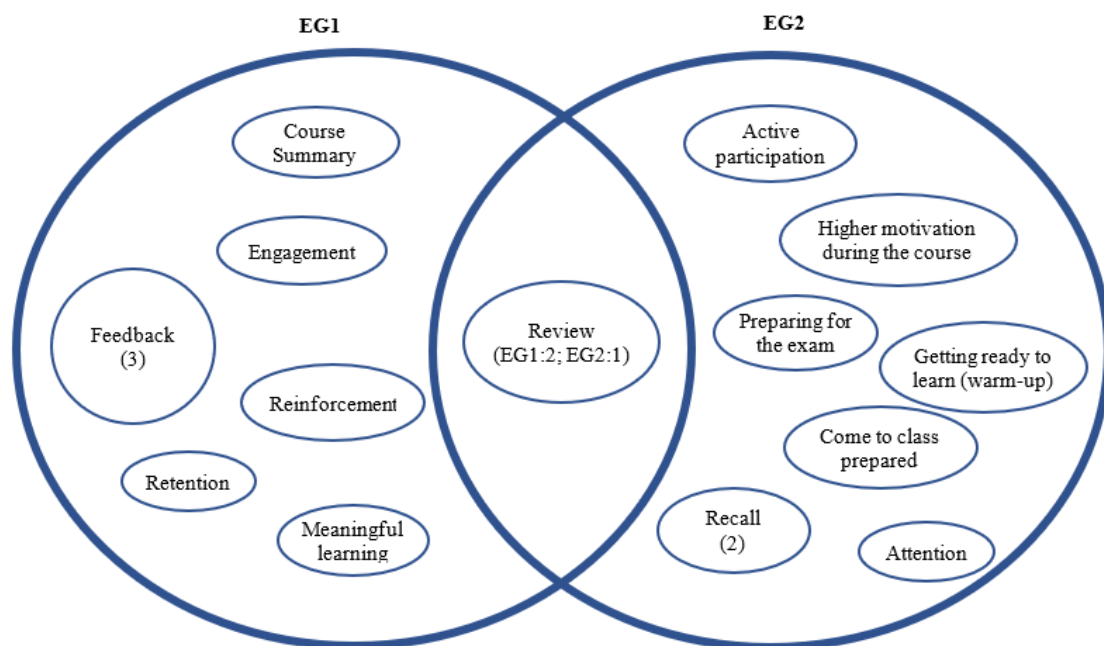 EG1
EG2
Course
Summary
Engagement
Feedback
(3)
Reinforcement
Retention
Meaningful
learning
Review
(EG1:2; EG2:1)
Active
participation
Higher motivation
during the course
Preparing for
the exam
Getting ready to
learn (warm-up)
Come to class
prepared
Recall
(2)
Attention